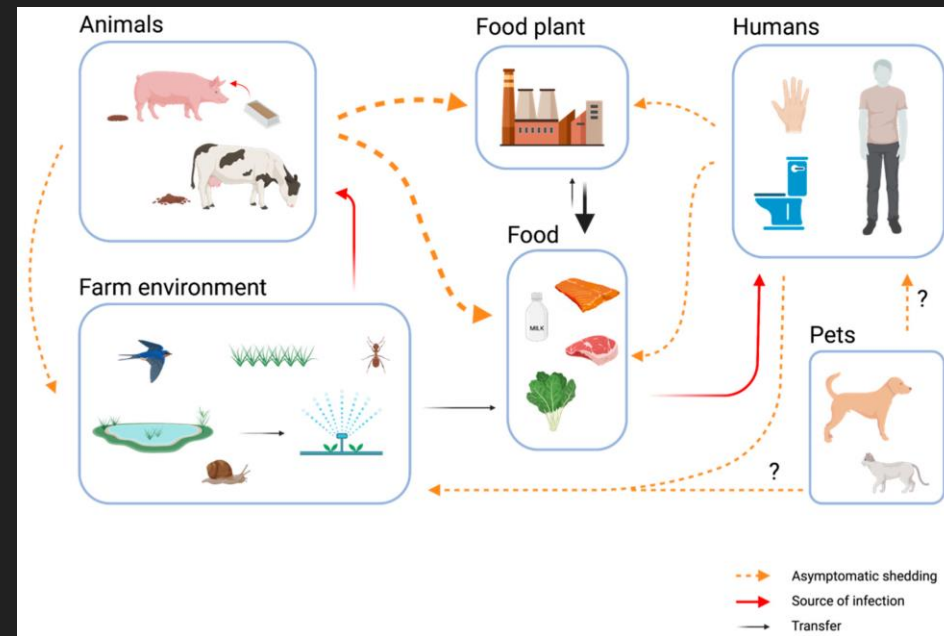 Animals
Food plant
Humans
Food
MILK
Farm environment
?
Pets
?
Asymptomatic shedding
Source of infection
Transfer